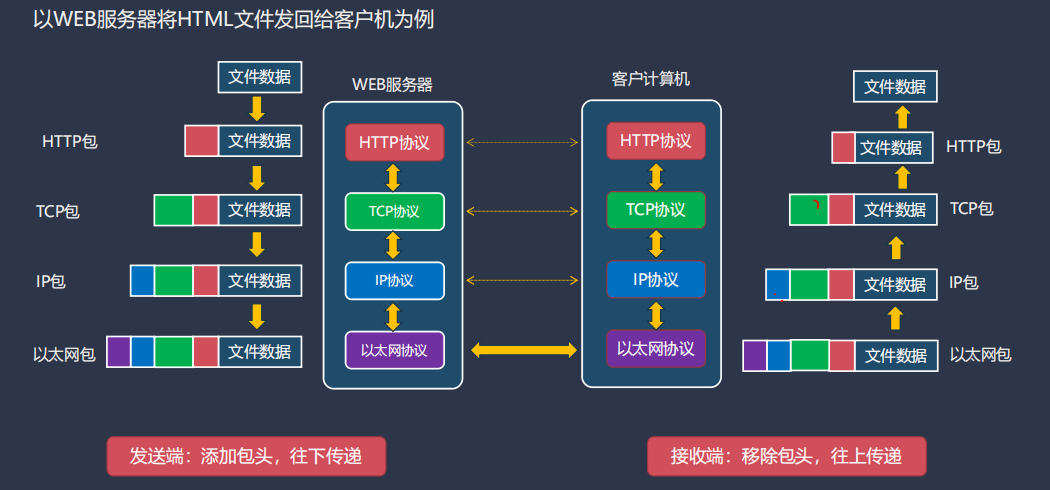 以WEB服务器将HTML文件发回给客户机为例
文件数据
WEB服务器
客户计算机
文件数据
HTTP包
文件数据
HTTP协议
HTTP协议
文件数据
HTTP包
TCP包
文件数据
TCP协议
TCP协议
文件数据
TCP包
IP包
文件数据
IP协议
IP协议
文件数据
IP包
以太网包
文件数据
以太网协议
以太网协议
文件数据
以太网包
发送端：添加包头，往下传递
接收端：移除包头，往上传递